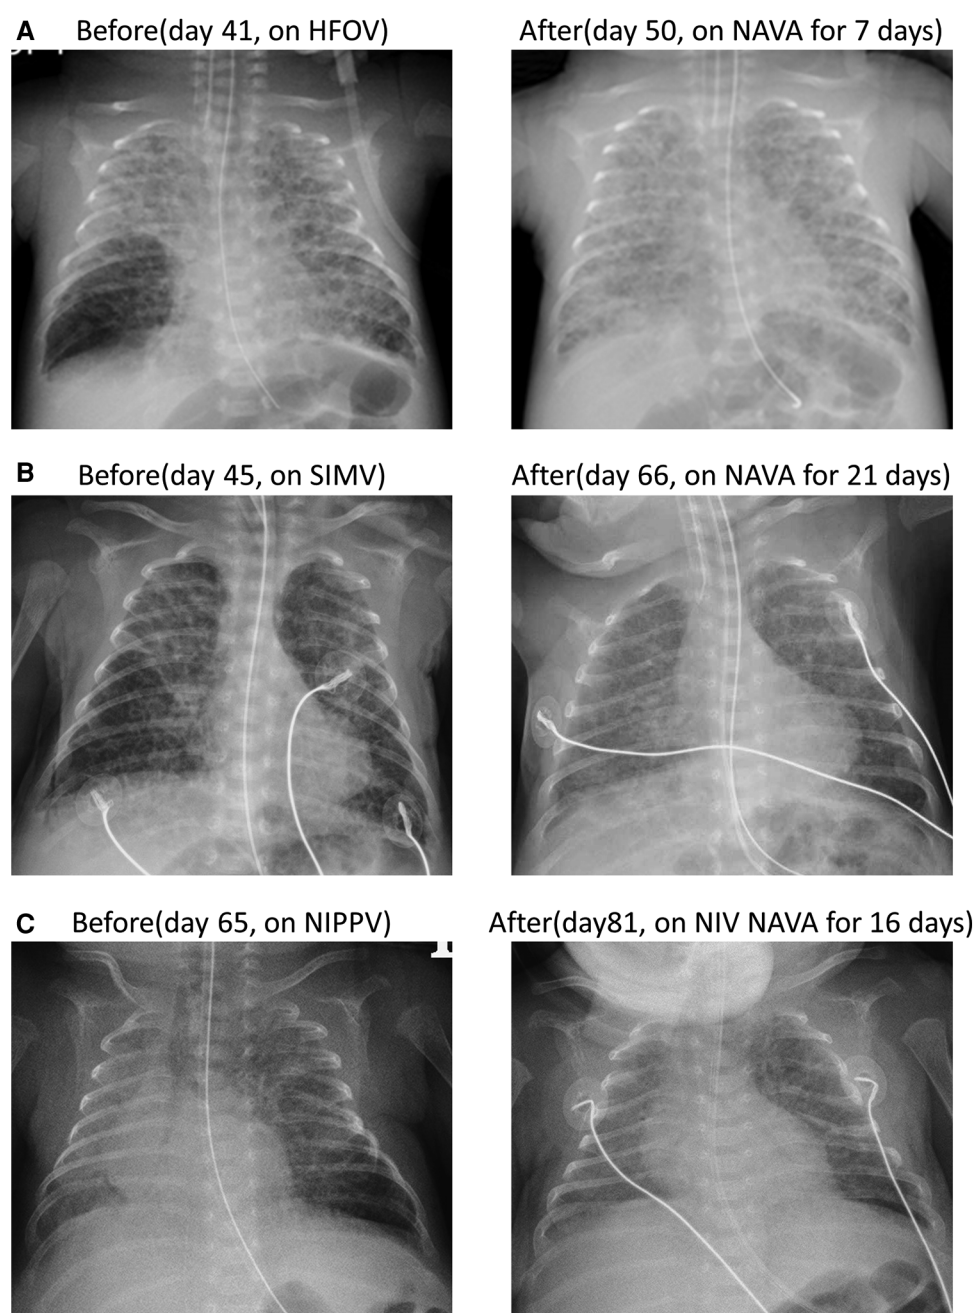 A Before(day 41, on HFOV) After(day 50, on NAVA for 7 days)
B Before(day 45, on SIMV) After(day 66, on NAVA for 21 days)
C Before(day 65, on NIPPV) After(day81, on NIV NAVA for 16 days)